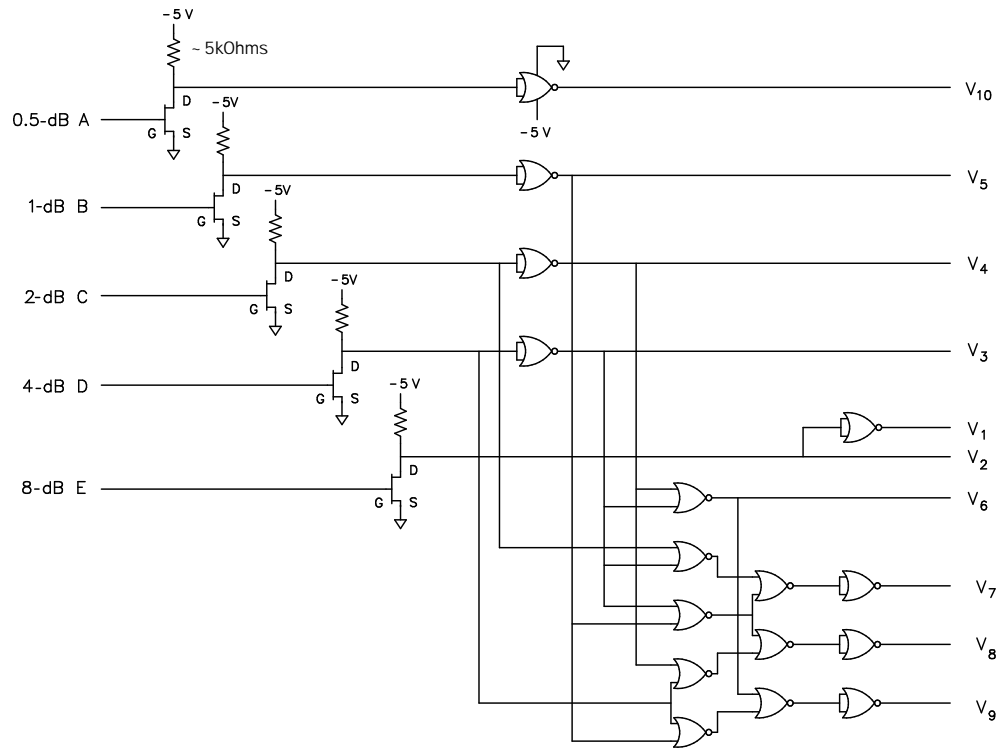 -5 V
~ 5kOhms
V10
D
0.5-dB A
G S
-5V
-5 V
D
V5
1-dB B
G S
-5V
D
V4
2-dB C
G S
-5V
D
V3
4-dB D
G S
-5 V
V1
V2
D
8-dB E
G S
V6
V7
V8
V9